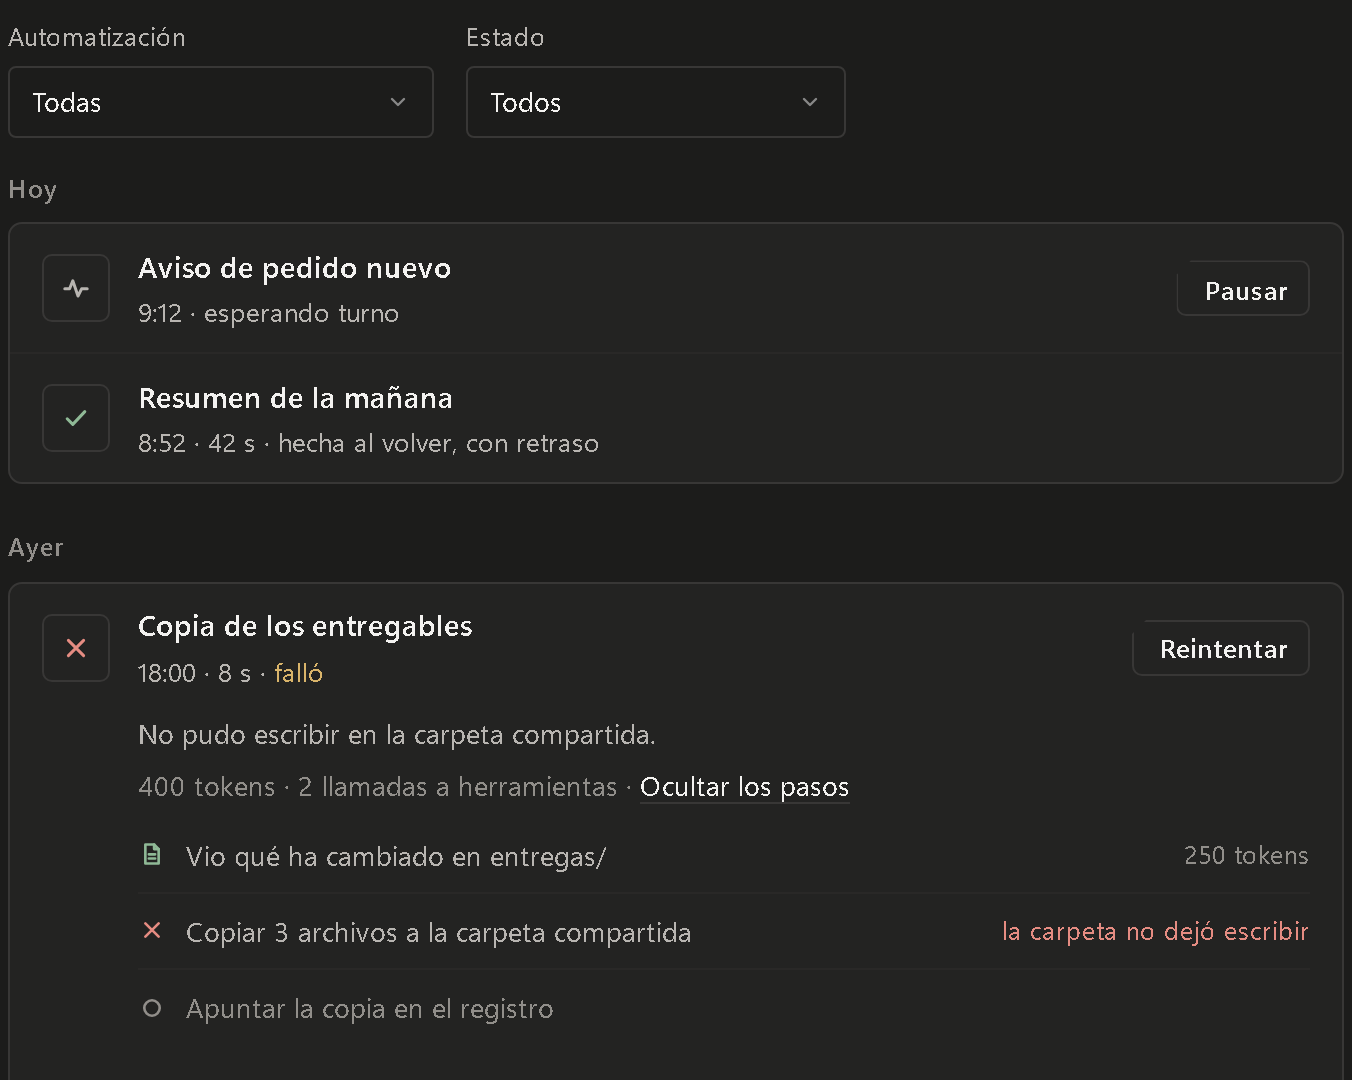 Automatización
Estado
Todas
Todos
Hoy
Aviso de pedido nuevo
9:12 · esperando turno
Pausar
Resumen de la mañana
8:52 · 42 s · hecha al volver, con retraso
Ayer
Copia de los entregables
18:00 · 8 s · falló
Reintentar
No pudo escribir en la carpeta compartida.
400 tokens · 2 llamadas a herramientas · Ocultar los pasos
Vio qué ha cambiado en entregas/
250 tokens
Copiar 3 archivos a la carpeta compartida
la carpeta no dejó escribir
Apuntar la copia en el registro